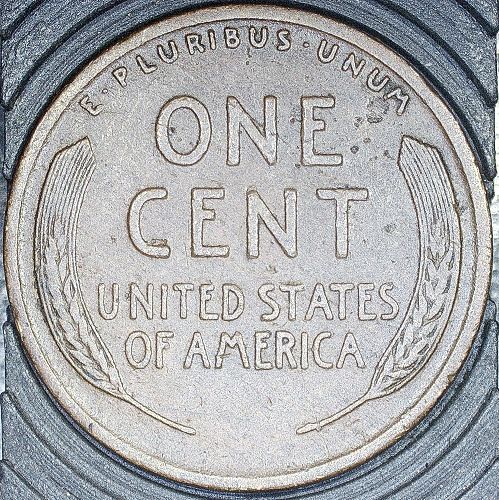 E·PLURIBUS·UNUM
ONE
CENT
UNITED STATES
OF AMERICA